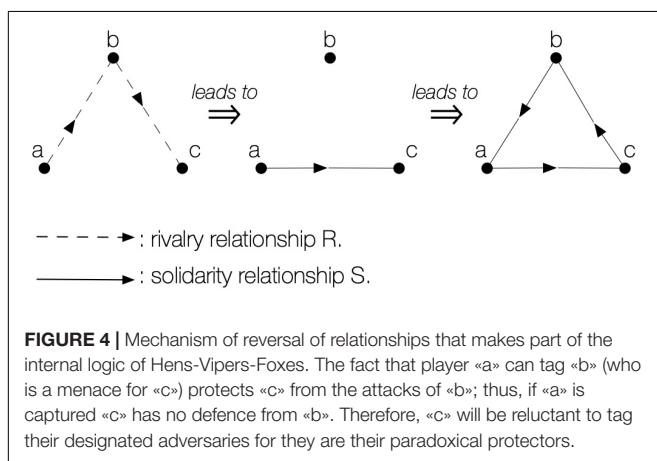 b
b
b
leads to
leads to
⇒
⇒
a
c
a
c
a
c
: rivalry relationship R.
: solidarity relationship S.
FIGURE 4 | Mechanism of reversal of relationships that makes part of the
internal logic of Hens-Vipers-Foxes. The fact that player «a» can tag «b» (who
is a menace for «c») protects «c» from the attacks of «b»; thus, if «a» is
captured «c» has no defence from «b». Therefore, «c» will be reluctant to tag
their designated adversaries for they are their paradoxical protectors.